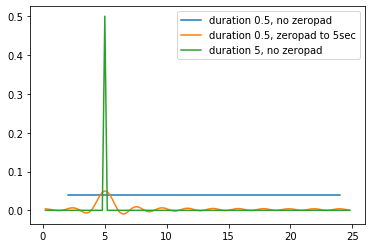 0.5
0.4
0.3
0.2
0.1
0.0
duration 0.5, no zeropad
duration 0.5, zeropad to 5sec
duration 5, no zeropad
0 5 10 15 20 25